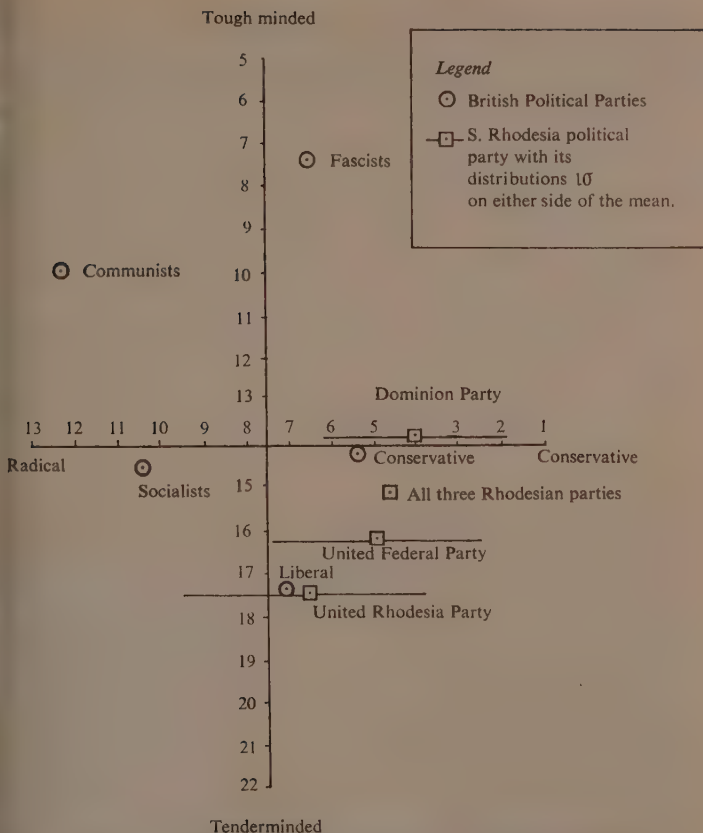 Tough minded
5
6
7
8
9
10
11
12
13
Legend
British Political Parties
S. Rhodesia political
party with its
distributions 1σ
on either side of the mean.
Fascists
Communists
Dominion Party
13 12 11 10 9 8 7 6 5 3 2 1
Radical
Conservative
Conservative
Socialists
15
All three Rhodesian parties
16
United Federal Party
17
Liberal
United Rhodesia Party
18
19
20
21
22
Tenderminded